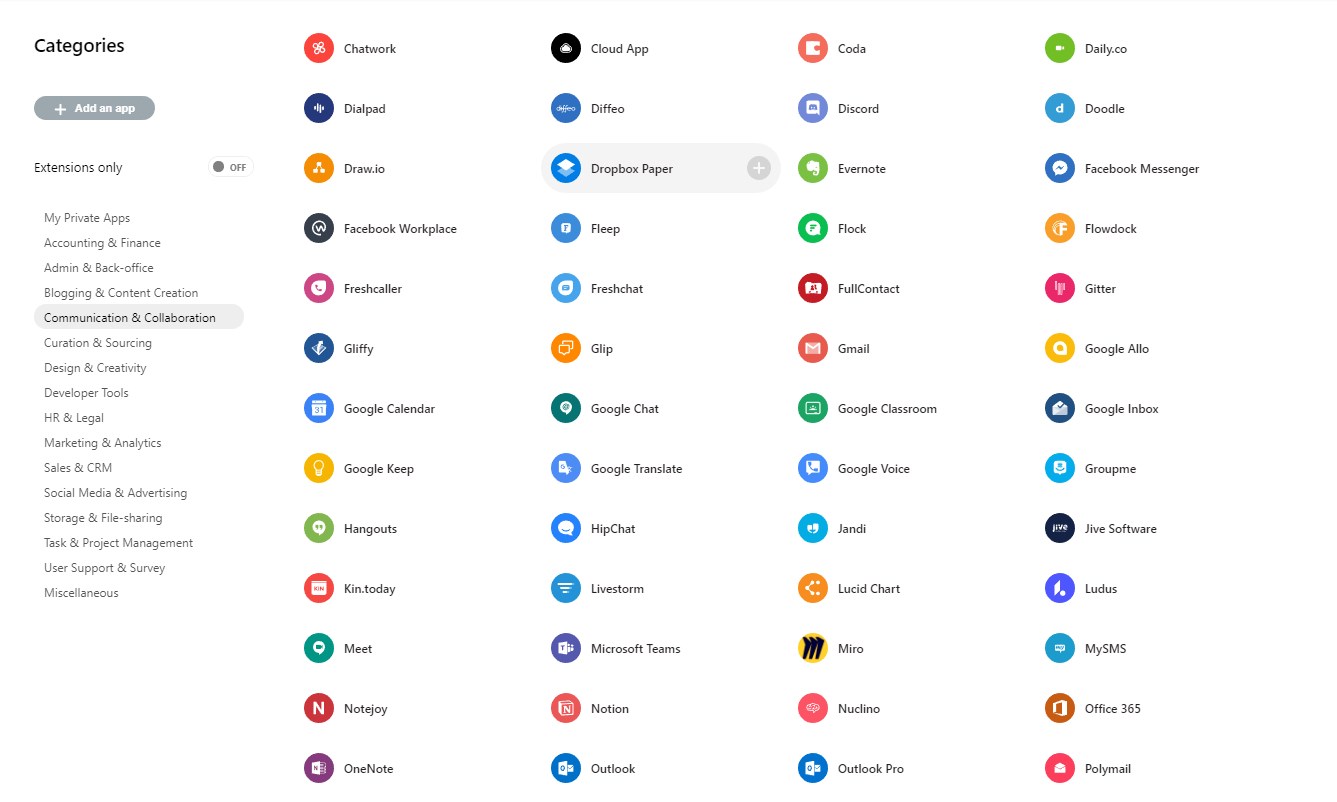 Categories
Add an app
Extensions only
OFF
My Private Apps
Accounting & Finance
Admin & Back-office
Blogging & Content Creation
Communication & Collaboration
Curation & Sourcing
Design & Creativity
Developer Tools
HR & Legal
Marketing & Analytics
Sales & CRM
Social Media & Advertising
Storage & File-sharing
Task & Project Management
User Support & Survey
Miscellaneous
Chatwork
Cloud App
Coda
Daily.co
Dialpad
diffeo
Diffeo
Discord
d
Doodle
Draw.io
Dropbox Paper
Evernote
Facebook Messenger
Facebook Workplace
Fleep
Flock
Flowdock
Freshcaller
Freshchat
FullContact
Gitter
Gliffy
Glip
Gmail
Google Allo
31
Google Calendar
Google Chat
Google Classroom
Google Inbox
Google Keep
Google Translate
Google Voice
Groupme
Hangouts
HipChat
Jandi
jive
Jive Software
KIN
Kin.today
Livestorm
Lucid Chart
Ludus
Meet
Microsoft Teams
Miro
my
MySMS
N
Notejoy
Notion
Nuclino
Office 365
OneNote
Outlook
Outlook Pro
Polymail